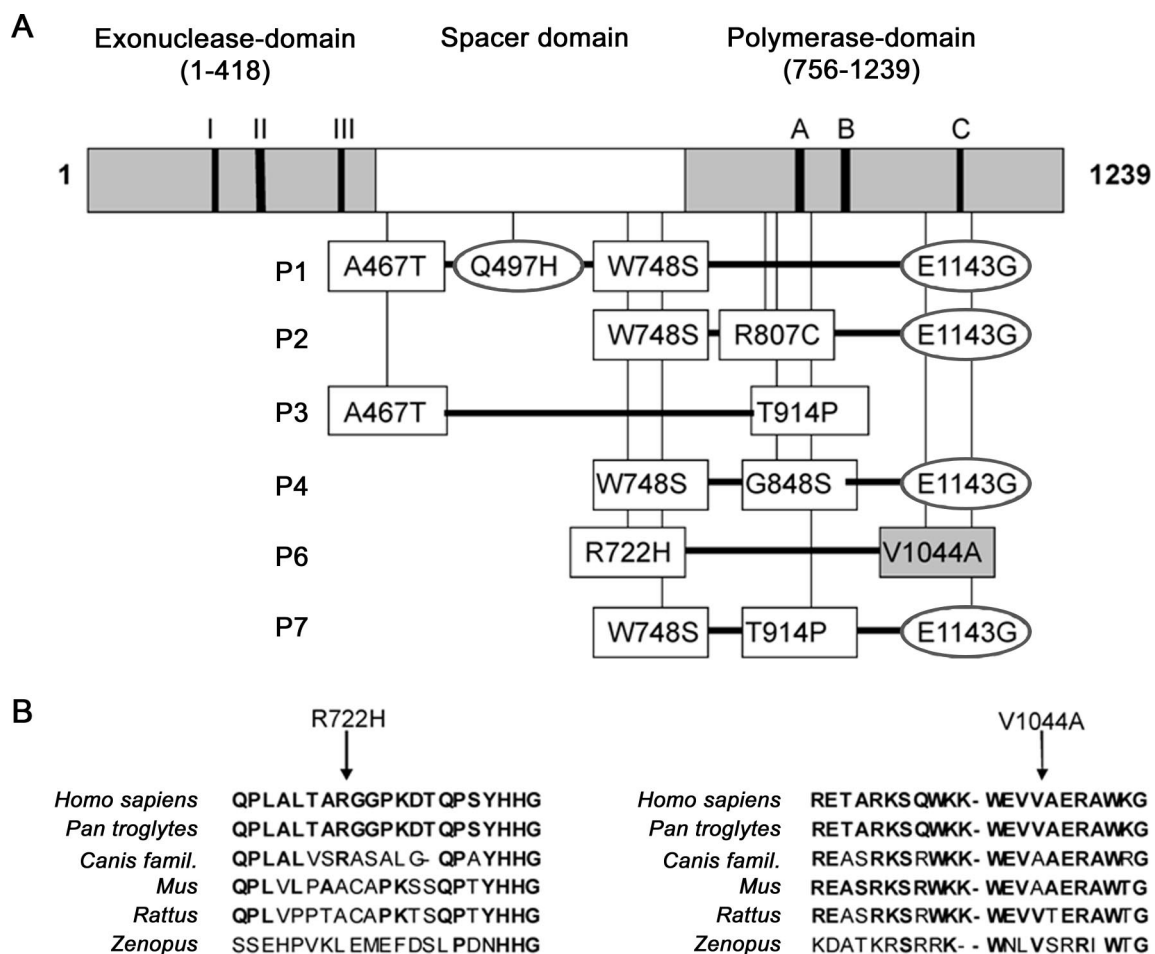 A
Exonuclease-domain Spacer domain Polymerase-domain
(1-418) (756-1239)
I II III A B C
1 1239
P1 A467T Q497H W748S E1143G
P2 W748S R807C E1143G
P3 A467T T914P
P4 W748S G848S E1143G
P6 R722H V1044A
P7 W748S T914P E1143G
B
R722H V1044A
Homo sapiens QPLALTARGGPKDTQPSYHHG Homo sapiens RETARKSQWKK-WEVVAERAWKG
Pan troglytes QPLALTARGGPKDTQPSYHHG Pan troglytes RETARKSQWKK-WEVVAERAWKG
Canis famil. QPLALVSRASALG-QPAYHHG Canis famil. REASRKSRWKK-WEVAAERAWRG
Mus QPLVLPAACAPKSSQPTYHHG Mus REASRKSRWKK-WEVAAERAWTG
Rattus QPLVPPTACAPKTSQPTYHHG Rattus REASRKSRWKK-WEVVTERAWTG
Zenopus SSEHPVKLEMEFDSLPDNHHG Zenopus KDATKRSRRK--WNLVSRRIWTG